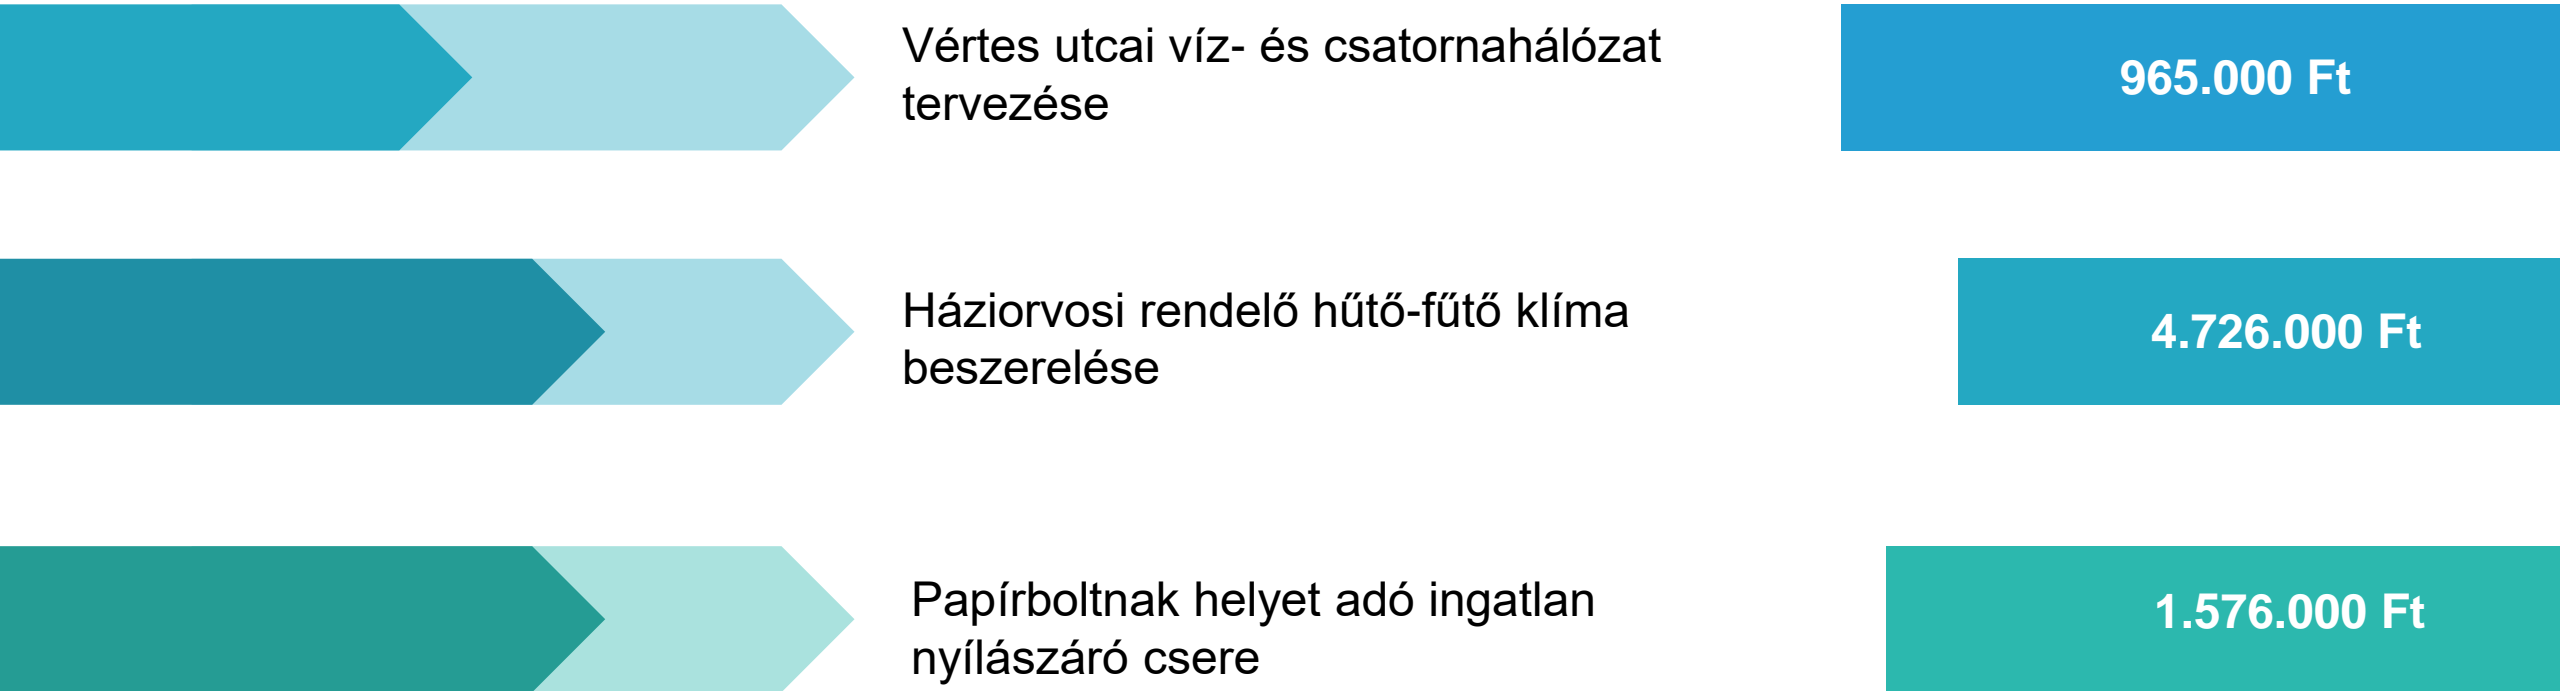 Vértes utcai víz- és csatornahálózat
tervezése
965.000 Ft
Háziorvosi rendelő hűtő-fűtő klíma
beszerelése
4.726.000 Ft
Papírboltnak helyet adó ingatlan
nyílászáró csere
1.576.000 Ft